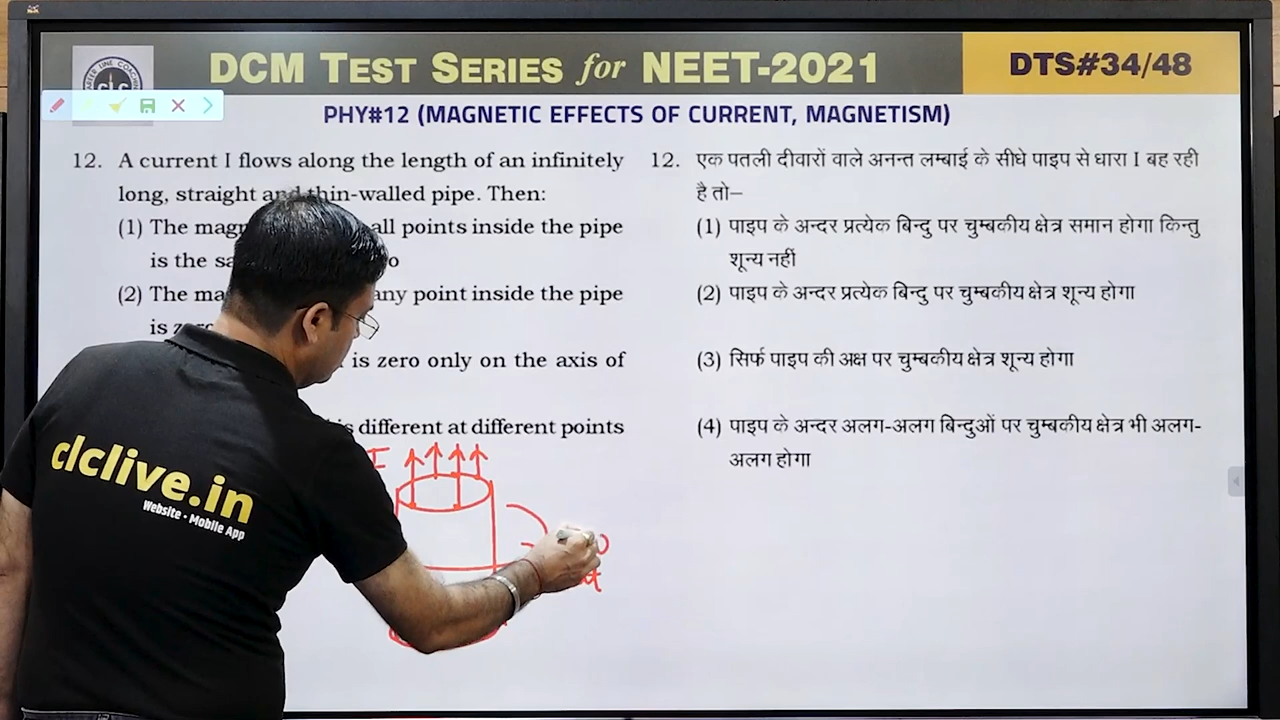 DCM TEST SERIES for NEET-2021
DTS#34/48
CLC
PHY#12 (MAGNETIC EFFECTS OF CURRENT, MAGNETISM)
12. A current I flows along the length of an infinitely
long, straight and thin-walled pipe. Then:
(1) The all points inside the pipe
is the
(2) The any point inside the pipe
is
is zero only on the axis of
is different at different points
12. एक पतली दीवारों वाले अनन्त लम्बाई के सीधे पाइप से धारा I बह रही
है तो–
(1) पाइप के अन्दर प्रत्येक बिन्दु पर चुम्बकीय क्षेत्र समान होगा किन्तु
शून्य नहीं
(2) पाइप के अन्दर प्रत्येक बिन्दु पर चुम्बकीय क्षेत्र शून्य होगा
(3) सिर्फ पाइप की अक्ष पर चुम्बकीय क्षेत्र शून्य होगा
(4) पाइप के अन्दर अलग-अलग बिन्दुओं पर चुम्बकीय क्षेत्र भी अलग-
अलग होगा
I
clclive.in
Website • Mobile App